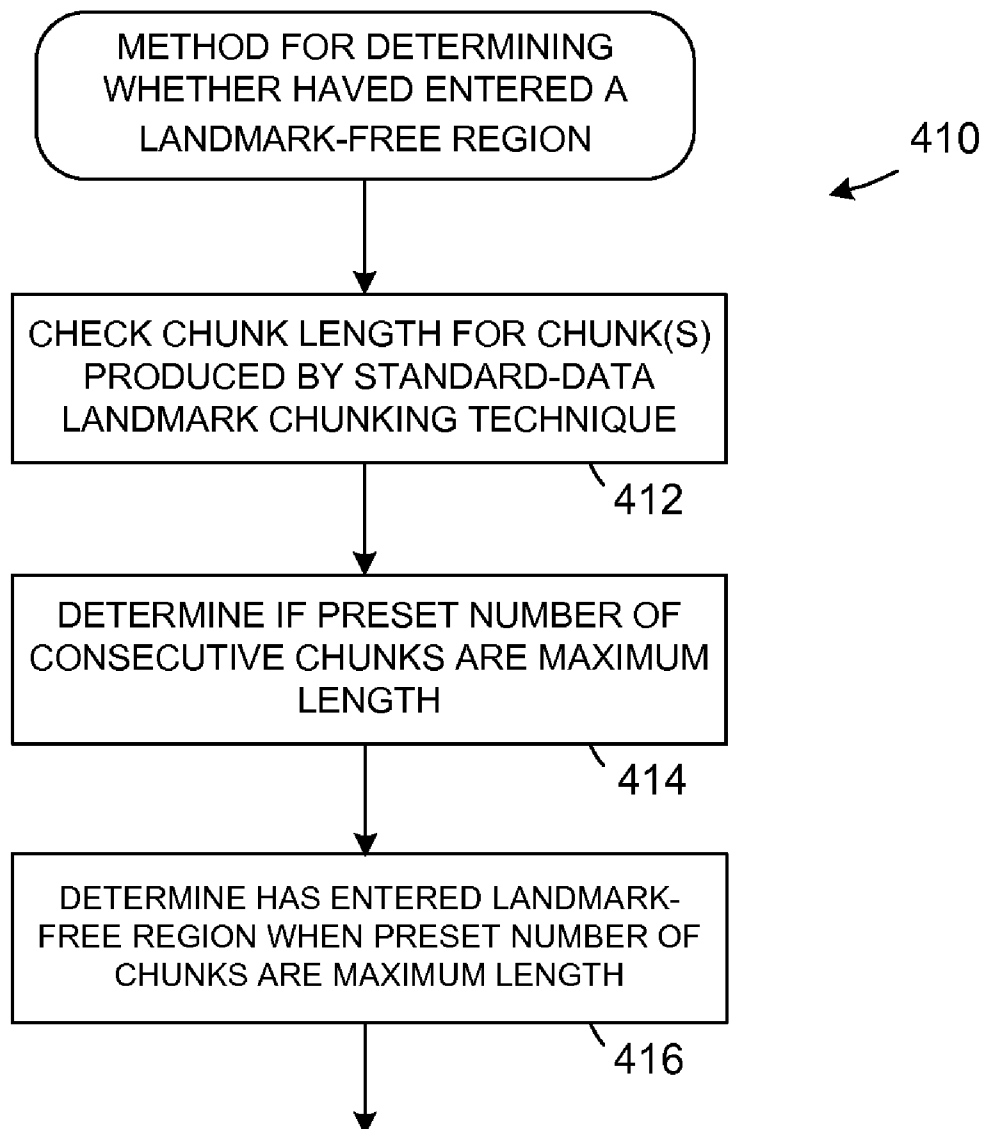 METHOD FOR DETERMINING
WHETHER HAVED ENTERED A
LANDMARK-FREE REGION
410
CHECK CHUNK LENGTH FOR CHUNK(S)
PRODUCED BY STANDARD-DATA
LANDMARK CHUNKING TECHNIQUE
412
DETERMINE IF PRESET NUMBER OF
CONSECUTIVE CHUNKS ARE MAXIMUM
LENGTH
414
DETERMINE HAS ENTERED LANDMARK-
FREE REGION WHEN PRESET NUMBER OF
CHUNKS ARE MAXIMUM LENGTH
416